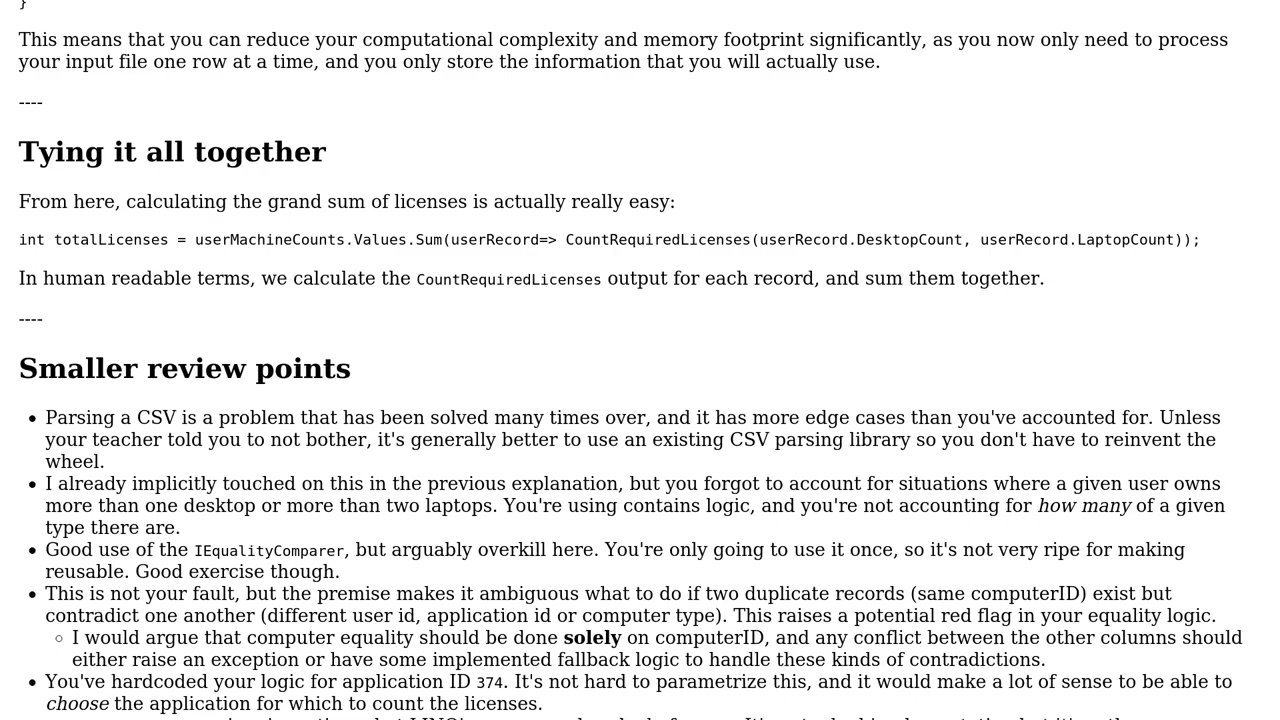 }
This means that you can reduce your computational complexity and memory footprint significantly, as you now only need to process
your input file one row at a time, and you only store the information that you will actually use.
----
Tying it all together
From here, calculating the grand sum of licenses is actually really easy:
int totalLicenses = userMachineCounts.Values.Sum(userRecord=> CountRequiredLicenses(userRecord.DesktopCount, userRecord.LaptopCount));
In human readable terms, we calculate the CountRequiredLicenses output for each record, and sum them together.
----
Smaller review points
• Parsing a CSV is a problem that has been solved many times over, and it has more edge cases than you've accounted for. Unless
your teacher told you to not bother, it's generally better to use an existing CSV parsing library so you don't have to reinvent the
wheel.
• I already implicitly touched on this in the previous explanation, but you forgot to account for situations where a given user owns
more than one desktop or more than two laptops. You're using contains logic, and you're not accounting for how many of a given
type there are.
• Good use of the IEqualityComparer, but arguably overkill here. You're only going to use it once, so it's not very ripe for making
reusable. Good exercise though.
• This is not your fault, but the premise makes it ambiguous what to do if two duplicate records (same computerID) exist but
contradict one another (different user id, application id or computer type). This raises a potential red flag in your equality logic.
◦ I would argue that computer equality should be done solely on computerID, and any conflict between the other columns should
either raise an exception or have some implemented fallback logic to handle these kinds of contradictions.
• You've hardcoded your logic for application ID 374. It's not hard to parametrize this, and it would make a lot of sense to be able to
choose the application for which to count the licenses.